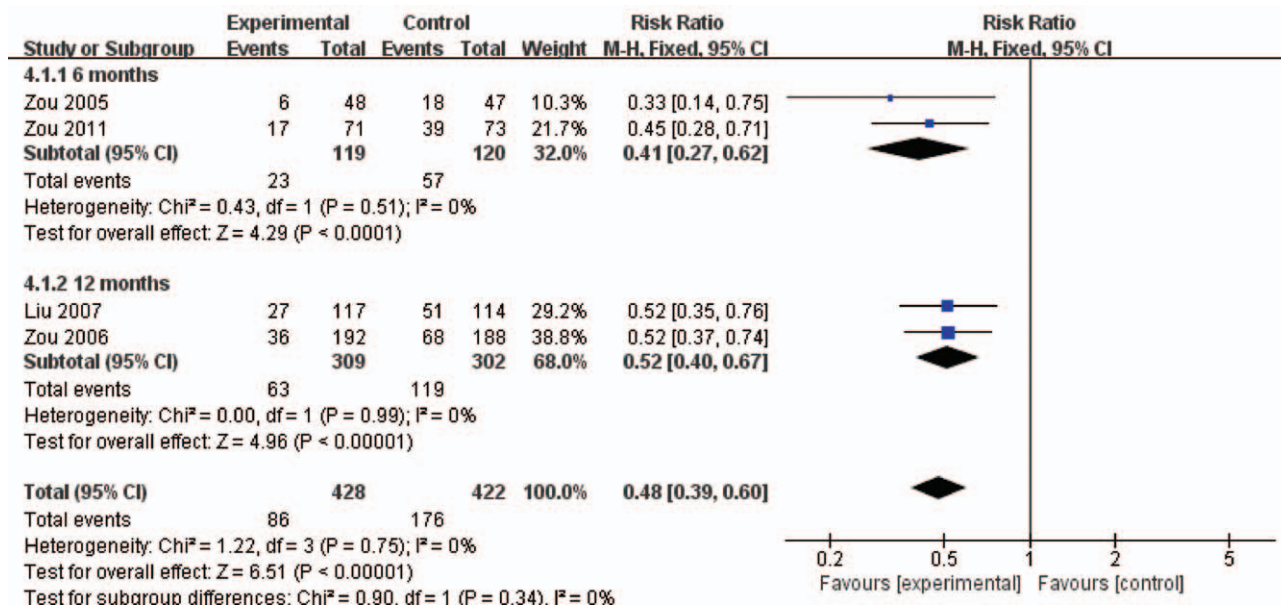 Experimental Control Risk Ratio Risk Ratio
Study or Subgroup Events Total Events Total Weight M-H, Fixed, 95% CI M-H, Fixed, 95% CI
4.1.1 6 months
Zou 2005 6 48 18 47 10.3% 0.33 [0.14, 0.75]
Zou 2011 17 71 39 73 21.7% 0.45 [0.28, 0.71]
Subtotal (95% CI) 119 120 32.0% 0.41 [0.27, 0.62]
Total events 23 57
Heterogeneity: Chi² = 0.43, df = 1 (P = 0.51); I² = 0%
Test for overall effect: Z = 4.29 (P < 0.0001)
4.1.2 12 months
Liu 2007 27 117 51 114 29.2% 0.52 [0.35, 0.76]
Zou 2006 36 192 68 188 38.8% 0.52 [0.37, 0.74]
Subtotal (95% CI) 309 302 68.0% 0.52 [0.40, 0.67]
Total events 63 119
Heterogeneity: Chi² = 0.00, df = 1 (P = 0.99); I² = 0%
Test for overall effect: Z = 4.96 (P < 0.00001)
Total (95% CI) 428 422 100.0% 0.48 [0.39, 0.60]
Total events 86 176
Heterogeneity: Chi² = 1.22, df = 3 (P = 0.75); I² = 0%
0.2 0.5 1 2 5
Test for overall effect: Z = 6.51 (P < 0.00001)
Favours [experimental] Favours [control]
Test for subgroup differences: Chi² = 0.90, df = 1 (P = 0.34), I² = 0%